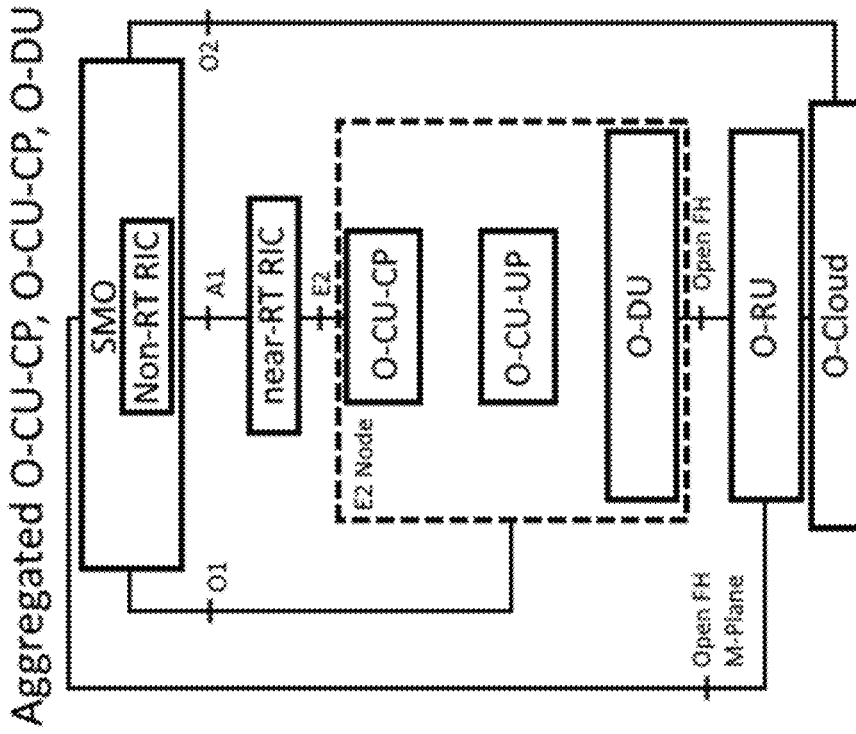 Aggregated O-CU-CP, O-CU-CP, O-DU
SMO
Non-RT RIC
O1
A1
O2
near-RT RIC
E2
E2 Node
O-CU-CP
O-CU-UP
O-DU
Open FH
M-Plane
Open FH
O-RU
O-Cloud